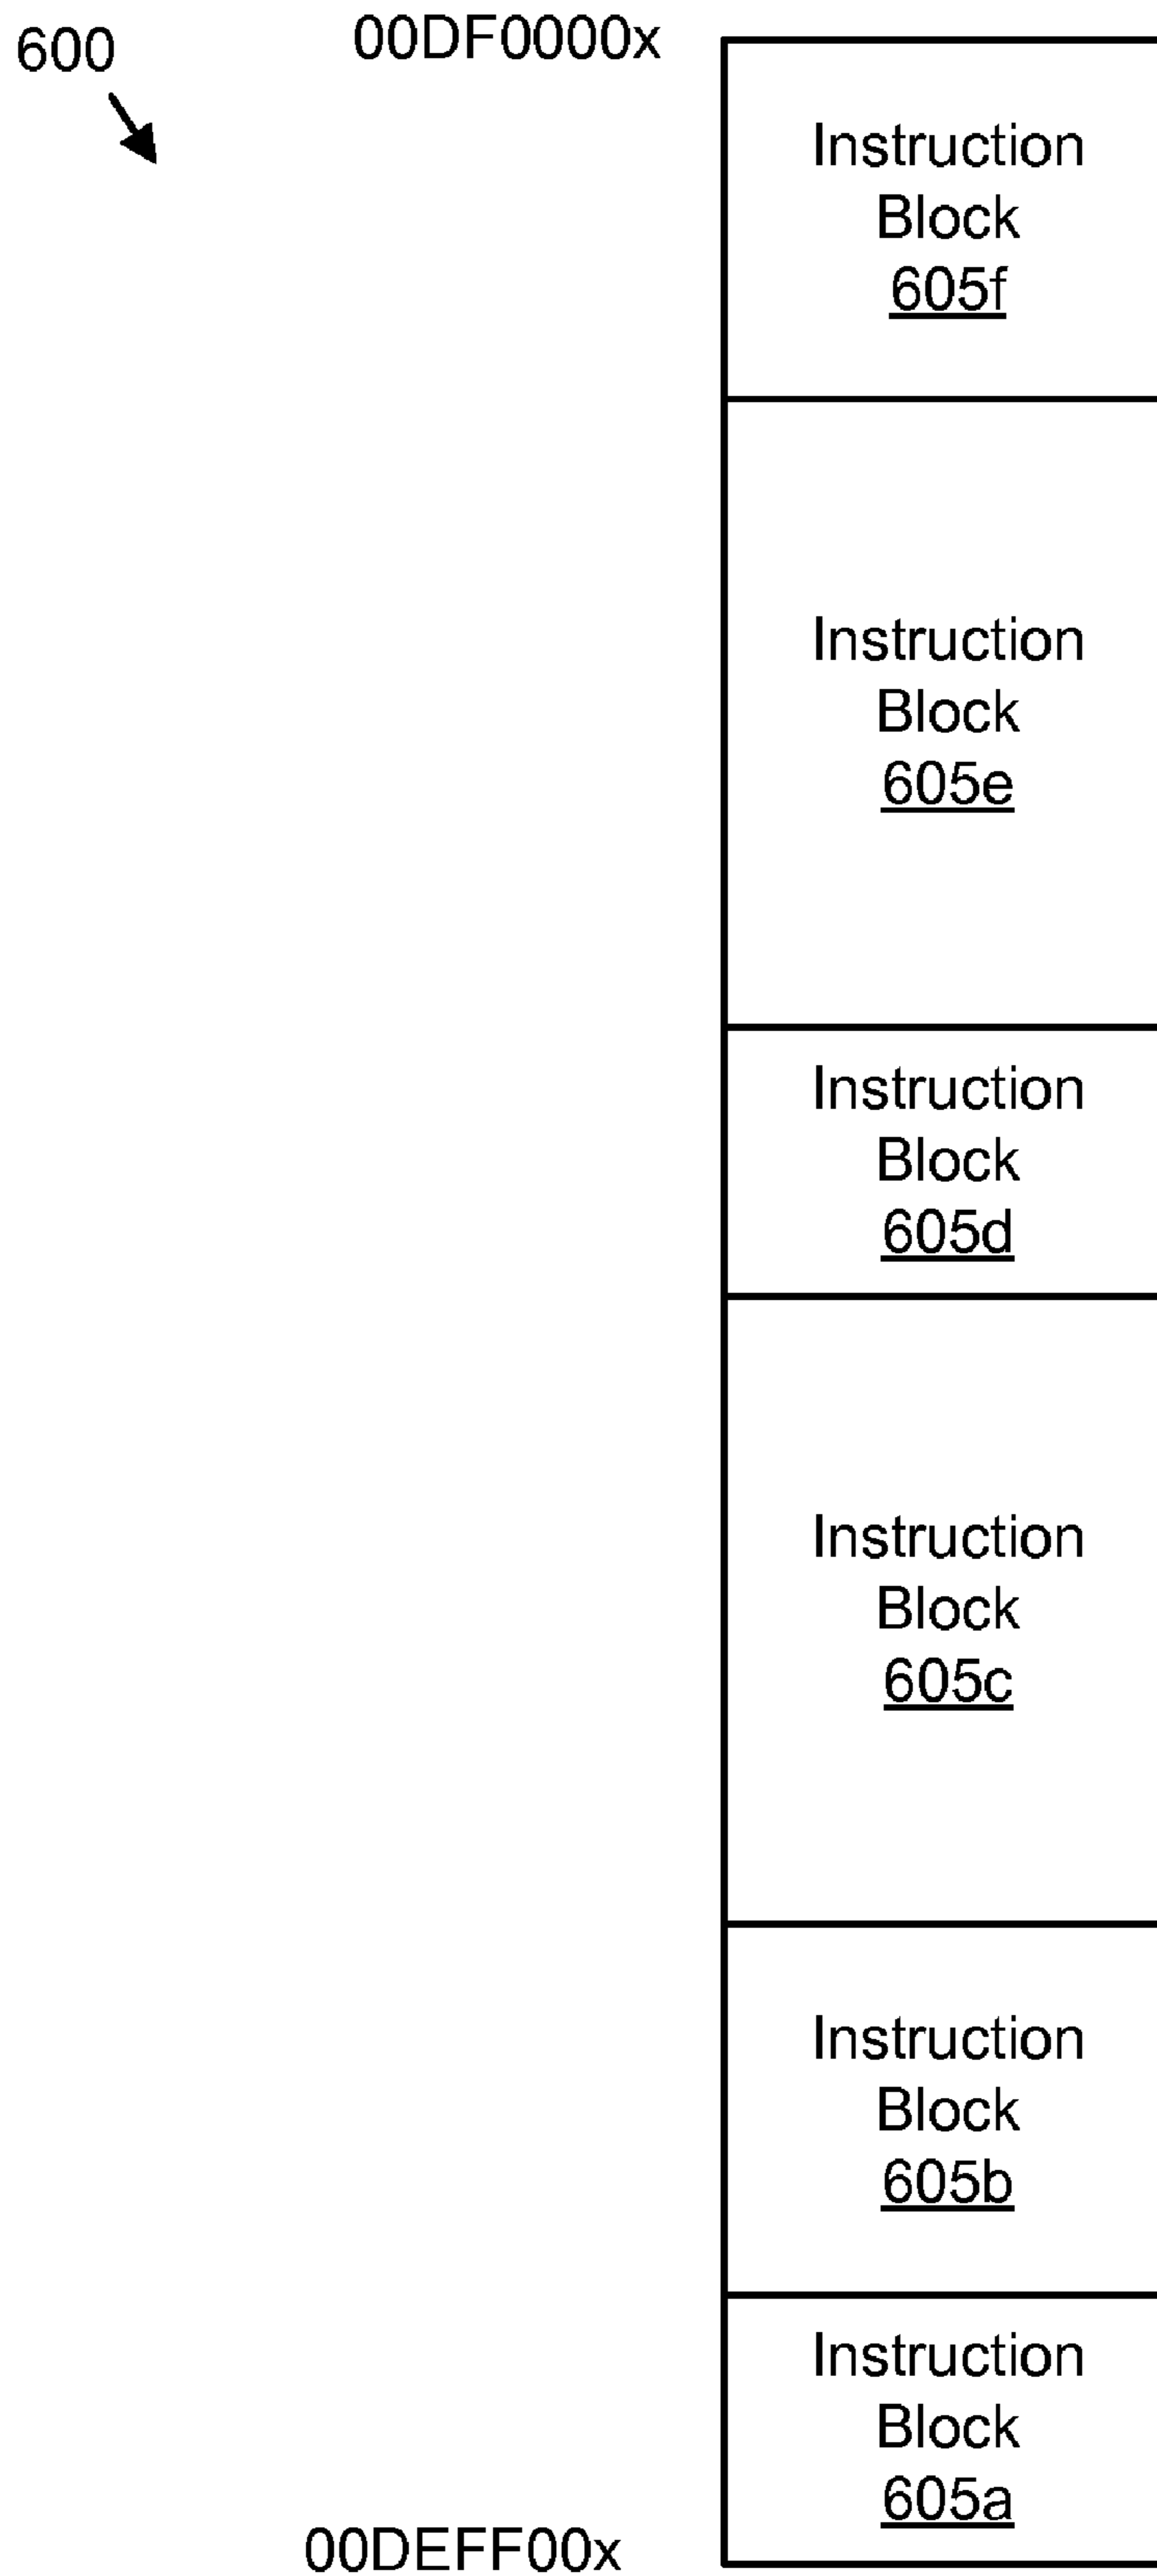 600
00DF0000x
Instruction
Block
605f
Instruction
Block
605e
Instruction
Block
605d
Instruction
Block
605c
Instruction
Block
605b
Instruction
Block
605a
00DEFF00x